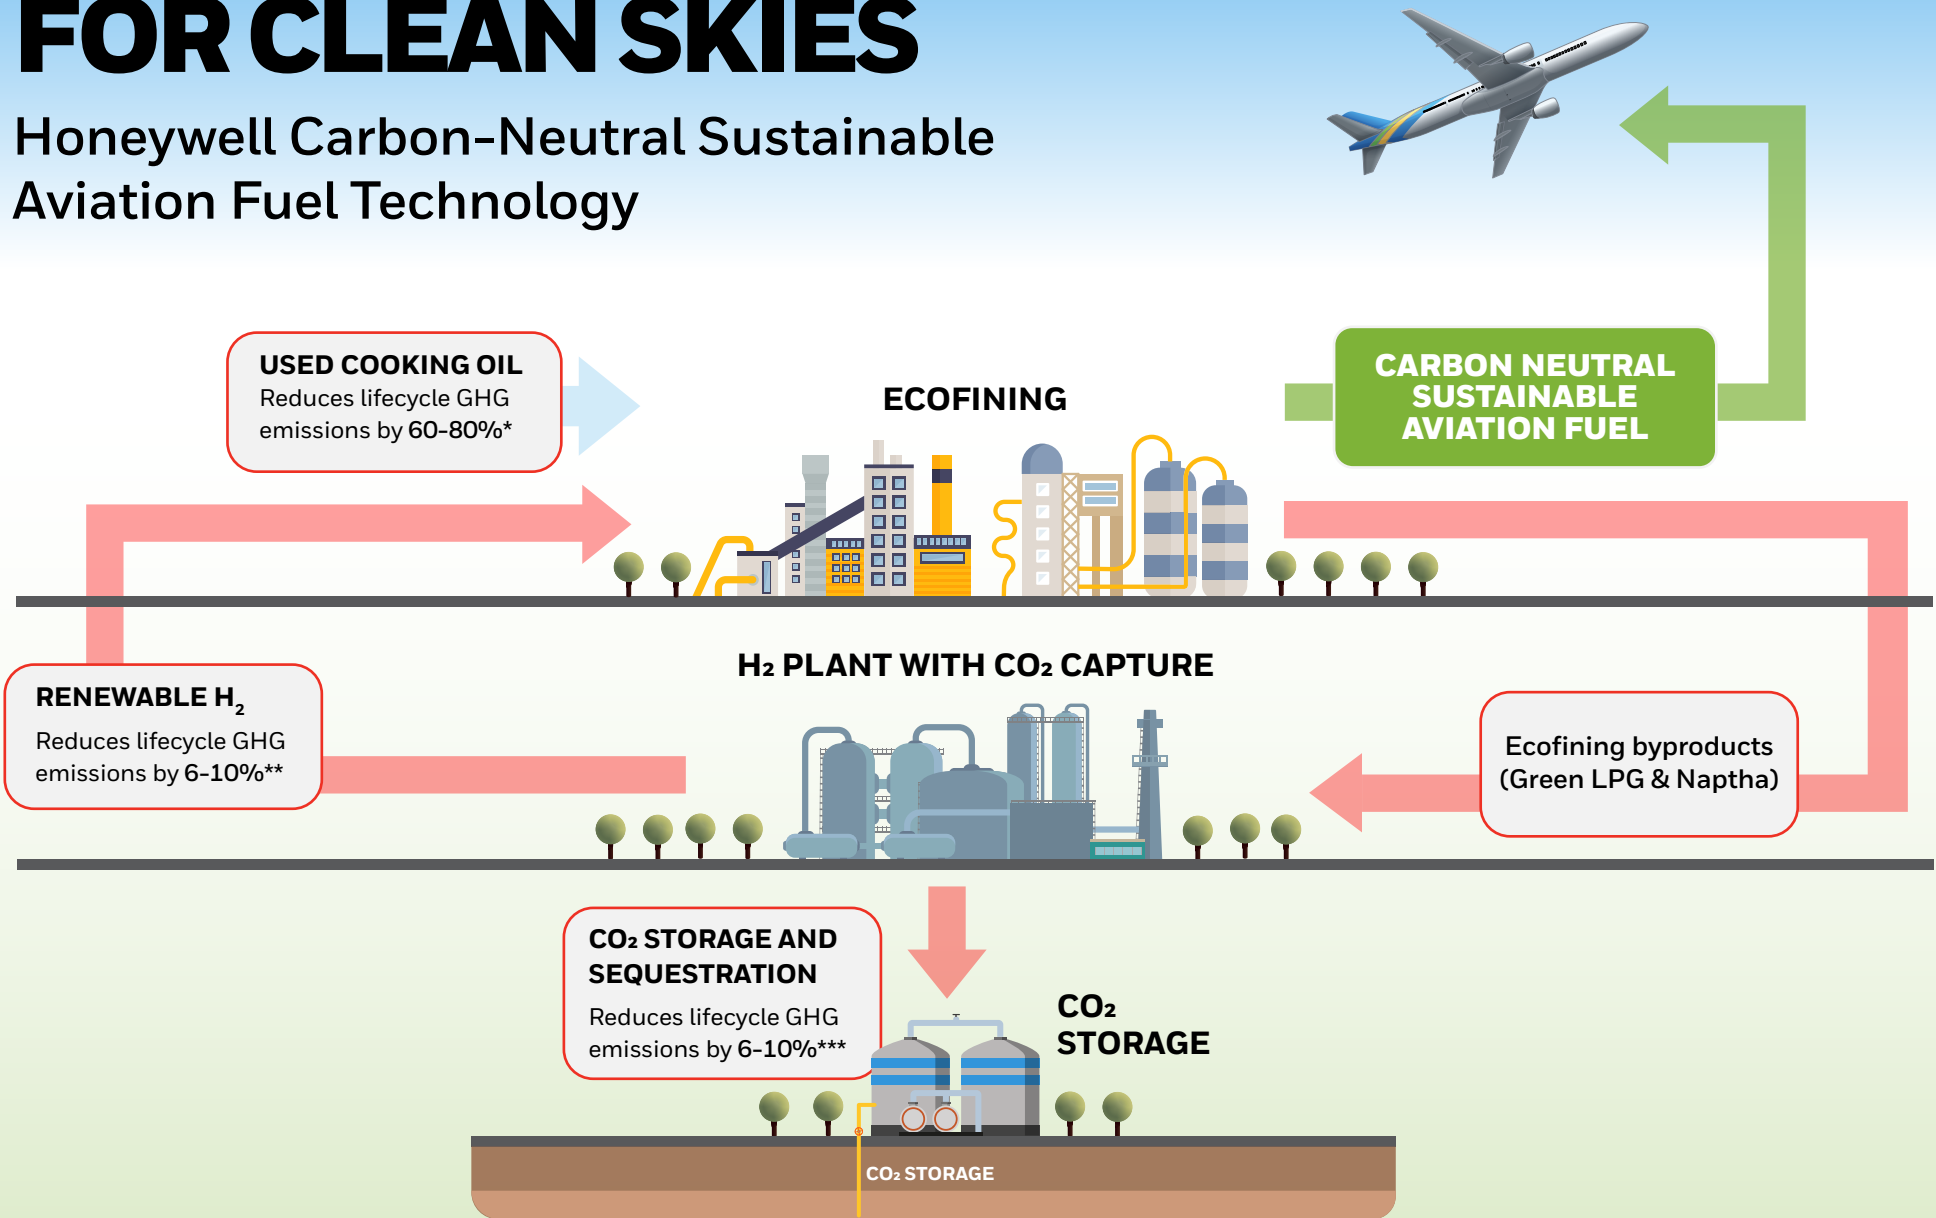 FOR CLEAN SKIES
Honeywell Carbon-Neutral Sustainable
Aviation Fuel Technology
USED COOKING OIL
Reduces lifecycle GHG
emissions by 60-80%*
ECOFINING
CARBON NEUTRAL
SUSTAINABLE
AVIATION FUEL
H₂ PLANT WITH CO₂ CAPTURE
RENEWABLE H₂
Reduces lifecycle GHG
emissions by 6-10%**
Ecofining byproducts
(Green LPG & Naptha)
CO₂ STORAGE AND
SEQUESTRATION
Reduces lifecycle GHG
emissions by 6-10%***
CO₂
STORAGE
CO₂ STORAGE